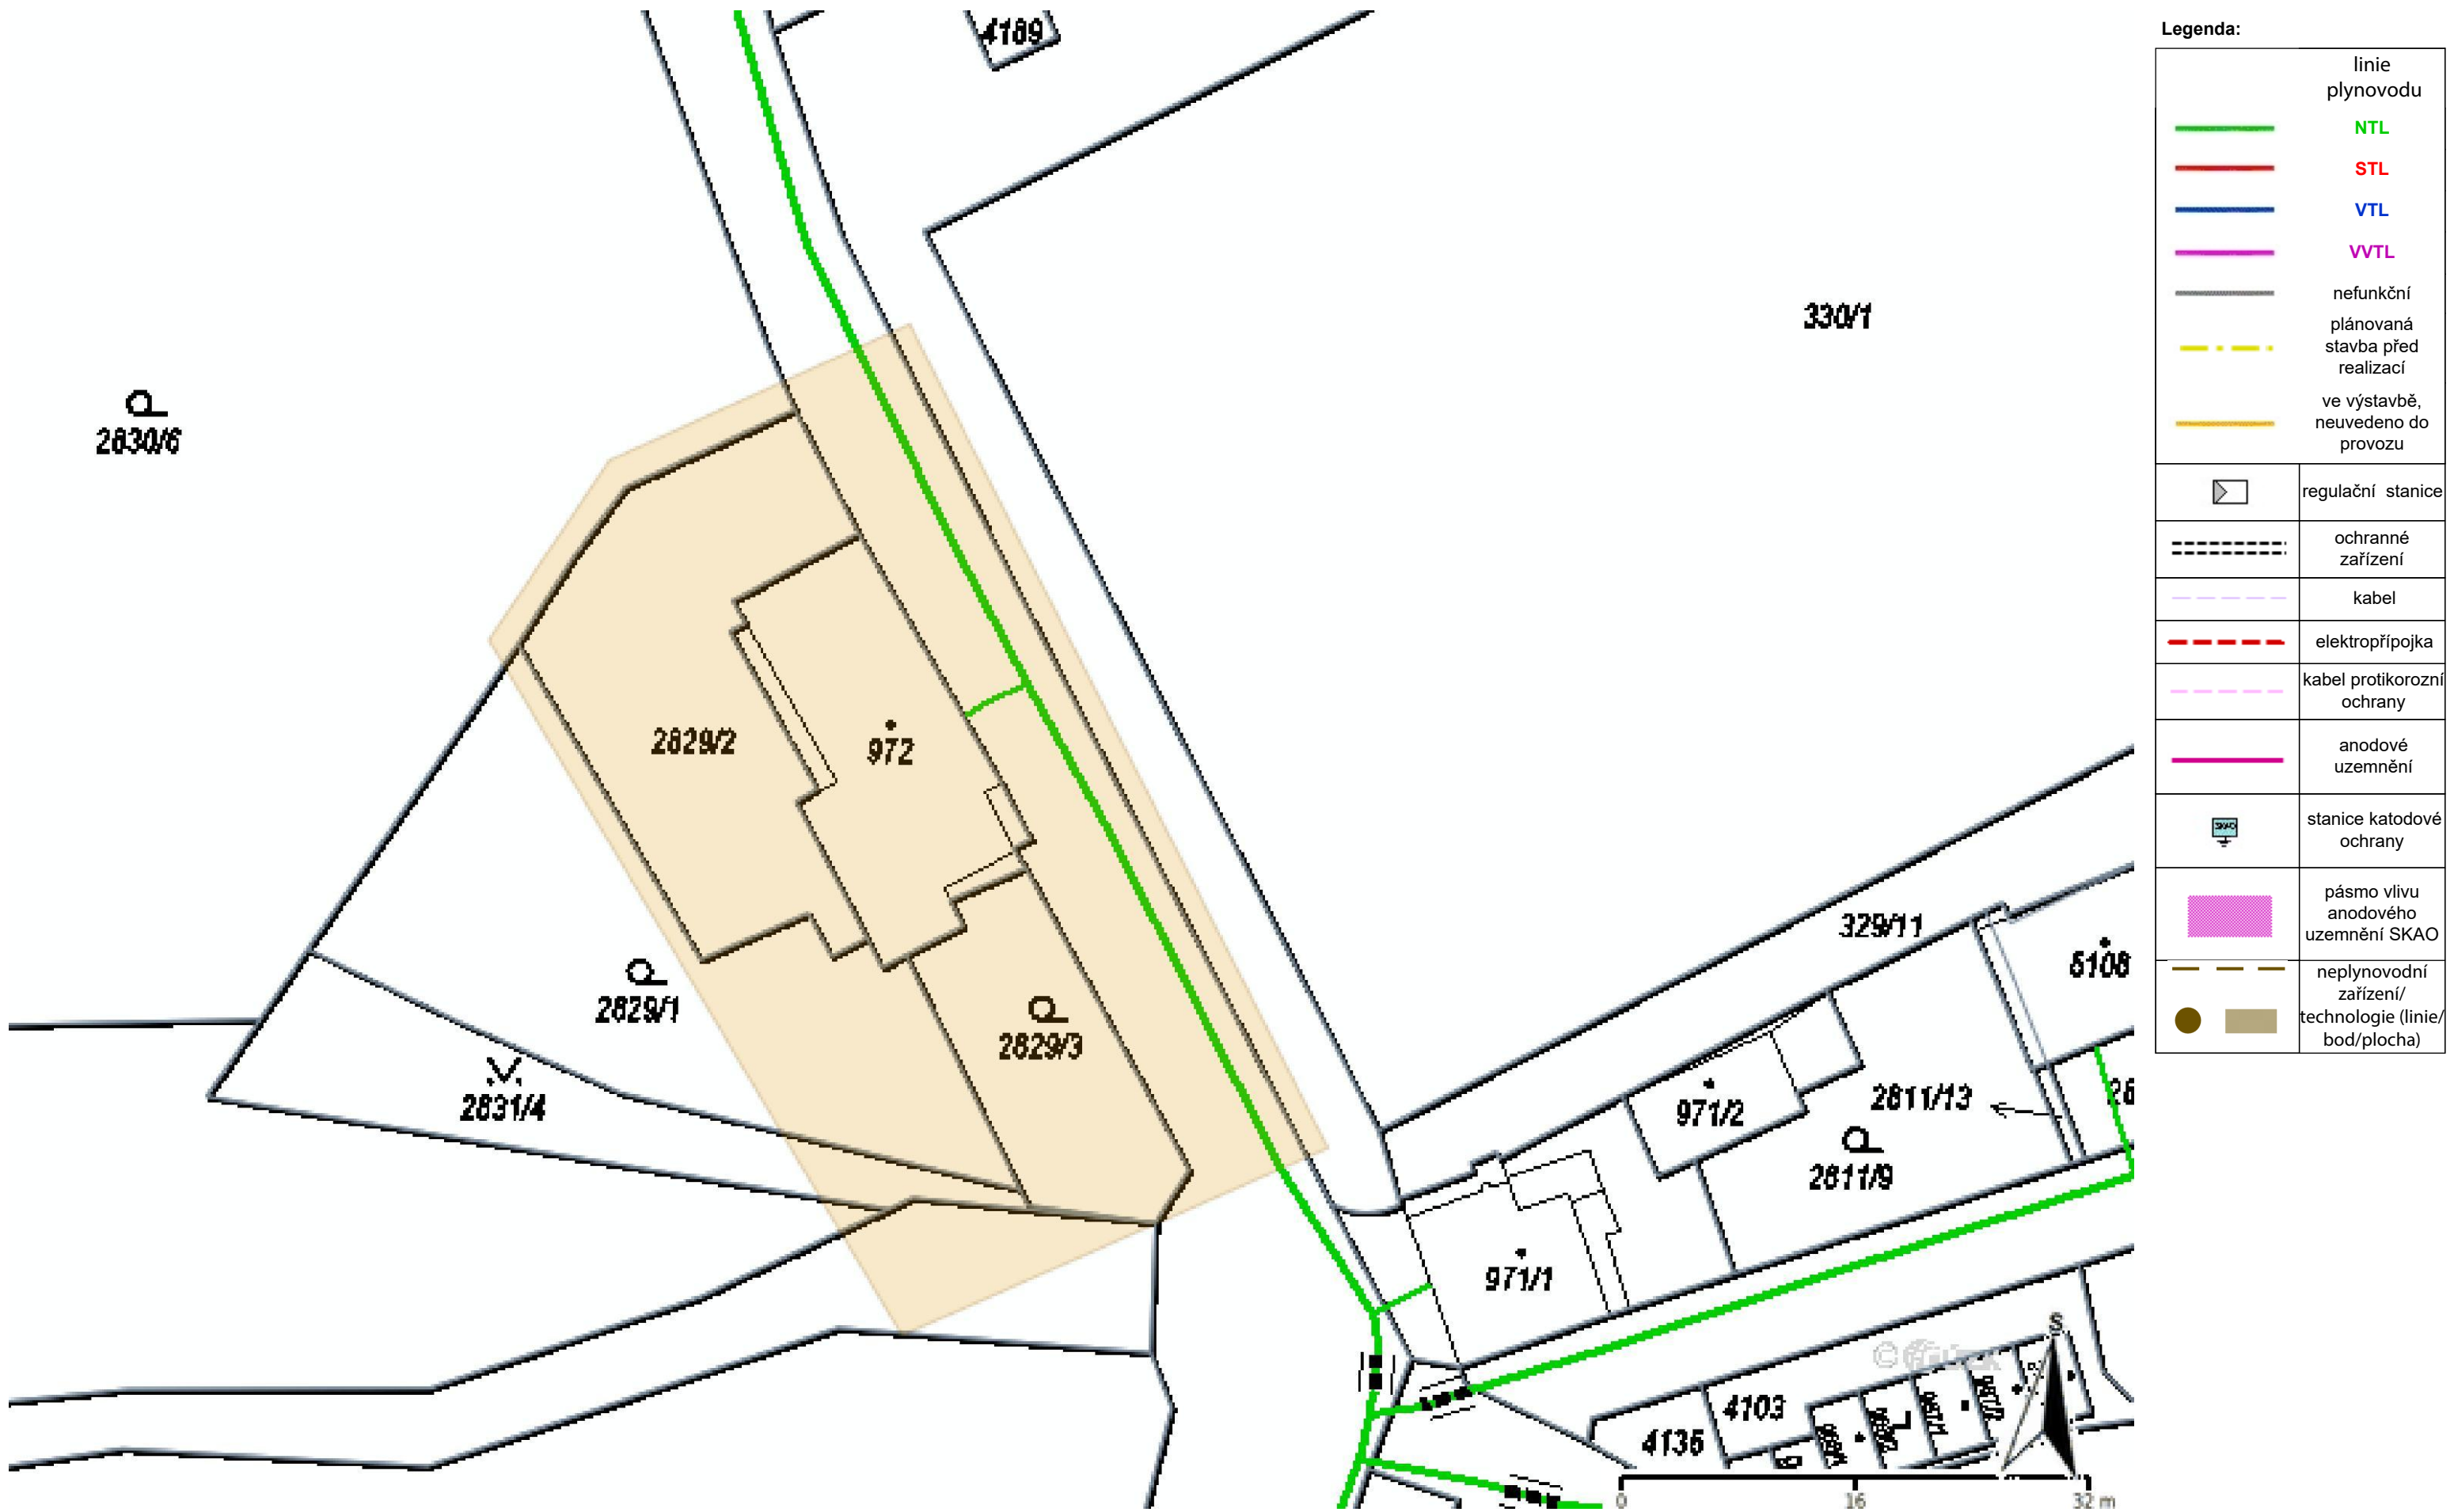 4189
330/1
2830/6
2829/2
972
2829/1
2829/3
2831/4
329/11
5108
971/2
2811/13
28
2811/9
971/1
4103
4135
S
0 16 32 m
Legenda:
linie
plynovodu
NTL
STL
VTL
VVTL
nefunkční
plánovaná
stavba před
realizací
ve výstavbě,
neuvedeno do
provozu
regulační stanice
ochranné
zařízení
kabel
elektropřípojka
kabel protikorozní
ochrany
anodové
uzemnění
SKAO
stanice katodové
ochrany
pásmo vlivu
anodového
uzemnění SKAO
neplynovodní
zařízení/
technologie (linie/
bod/plocha)